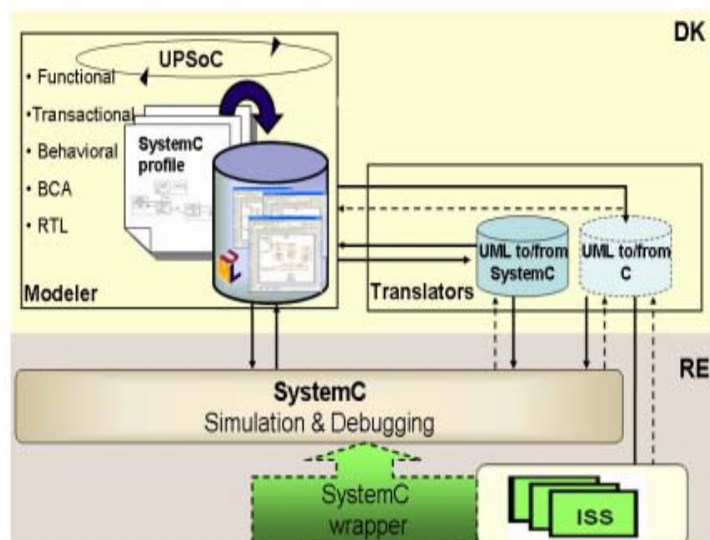 DK
UPSoC
• Functional
•Transactional
• Behavioral
• BCA
• RTL
SystemC
profile
UML
Modeler
UML to/from
SystemC
UML to/from
C
Translators
RE
SystemC
Simulation & Debugging
SystemC
wrapper
ISS